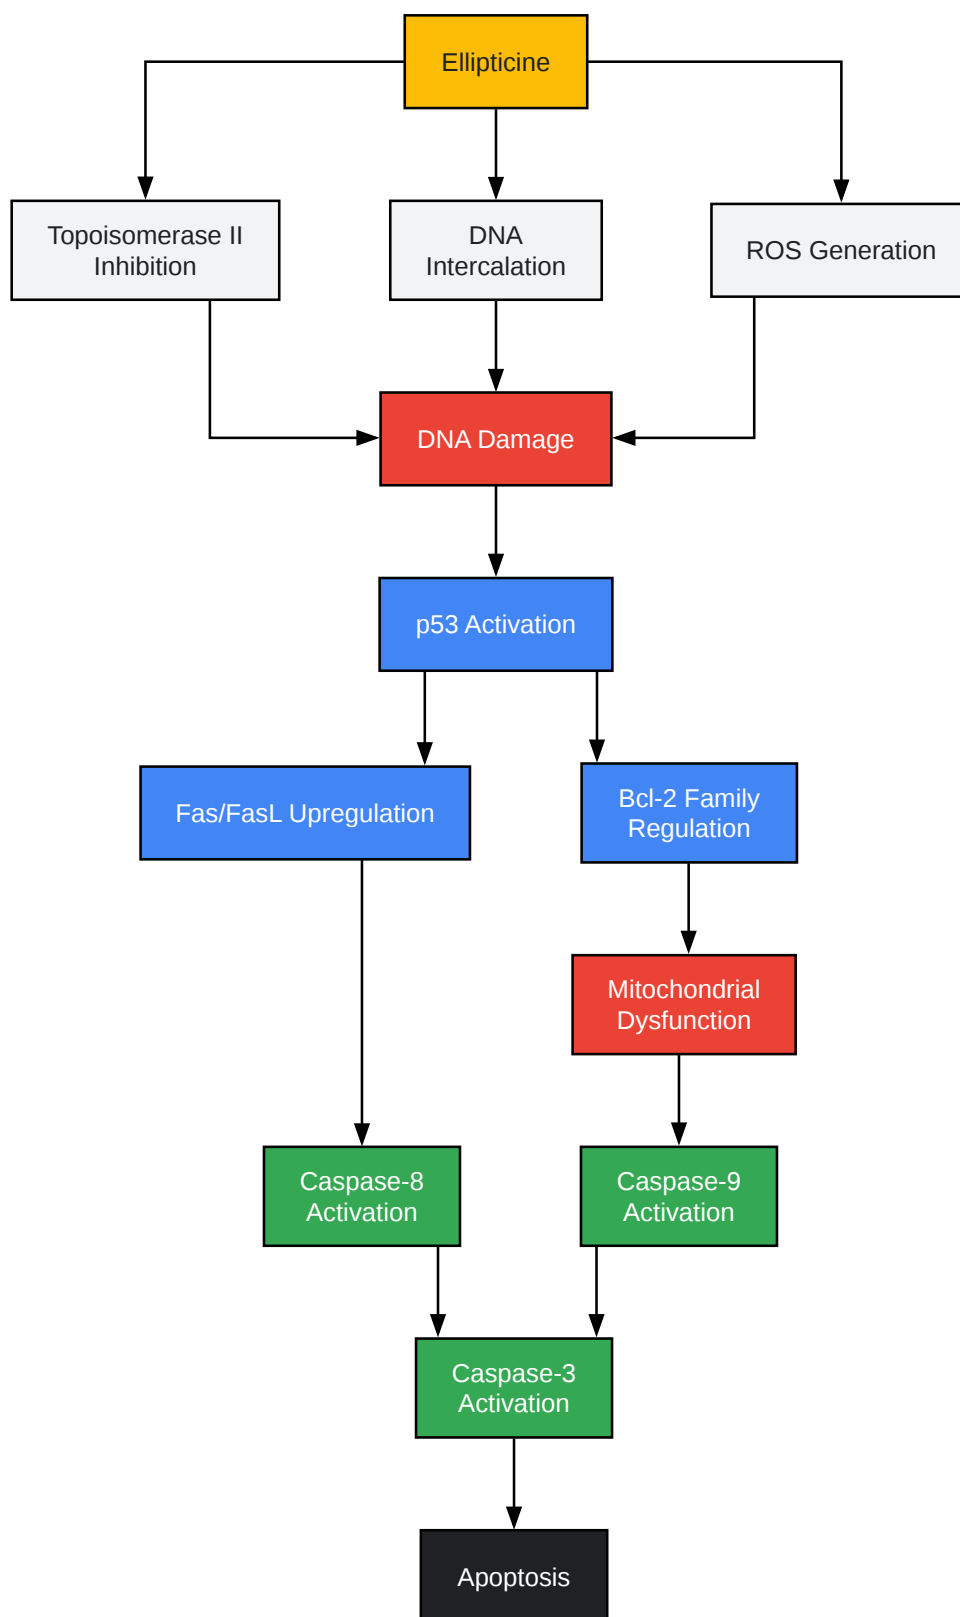 Ellipticine
Topoisomerase II
Inhibition
DNA
Intercalation
ROS Generation
DNA Damage
p53 Activation
Fas/FasL Upregulation
Bcl-2 Family
Regulation
Mitochondrial
Dysfunction
Caspase-8
Activation
Caspase-9
Activation
Caspase-3
Activation
Apoptosis